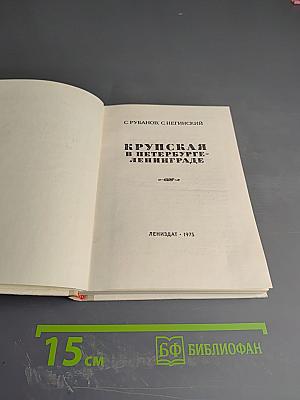 С. РУБАНОВ, С. НЕГИНСКИЙ
КРУПСКАЯ
В ПЕТЕРБУРГЕ-
ЛЕНИНГРАДЕ
ЛЕНИЗДАТ · 1975
15 см
БФ БИБЛИОФАН